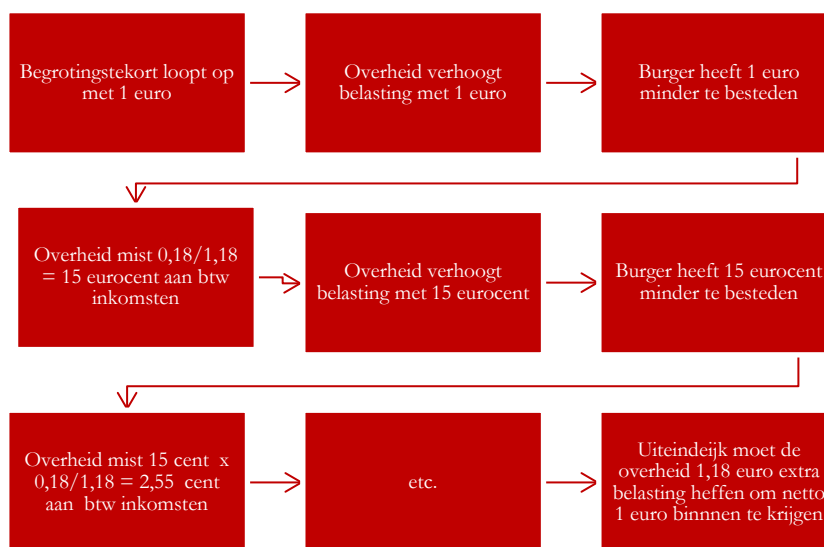 Begrotingstekort loopt op
met 1 euro
Overheid verhoogt
belasting met 1 euro
Burger heeft 1 euro
minder te besteden
Overheid mist 0,18/1,18
= 15 eurocent aan btw
inkomsten
Overheid verhoogt
belasting met 15 eurocent
Burger heeft 15 eurocent
minder te besteden
Overheid mist 15 cent x
0,18/1,18 = 2,55 cent
aan btw inkomsten
etc.
Uiteindeijk moet de
overheid 1,18 euro extra
belasting heffen om netto
1 euro binnnen te krijgen